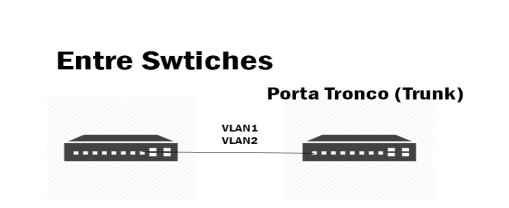 Entre Swtiches
Porta Tronco (Trunk)
VLAN1
VLAN2